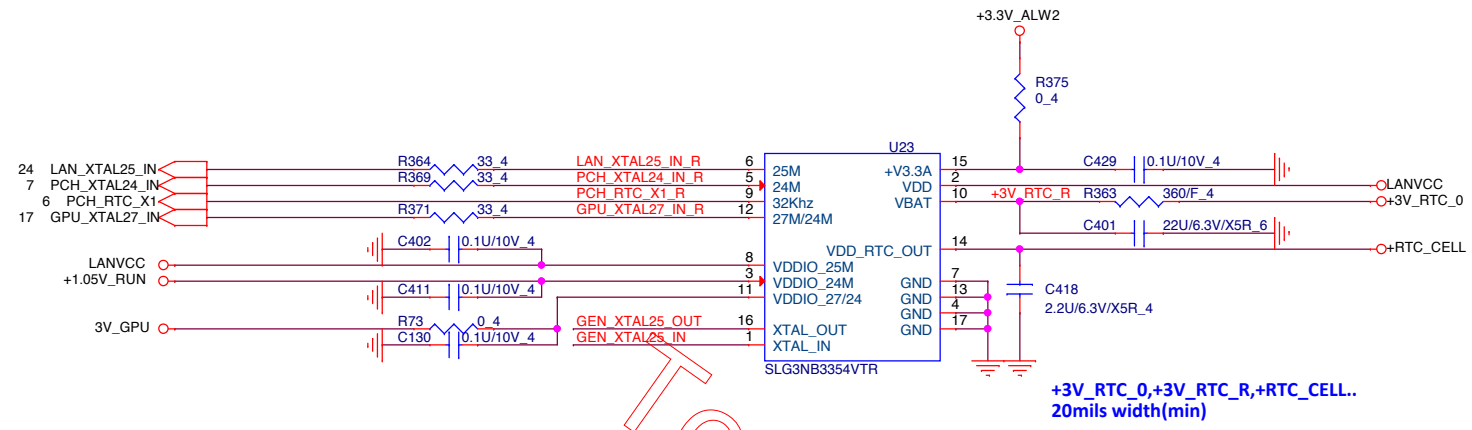 +3.3V_ALW2
R375
0_4
U23
24 LAN_XTAL25_IN R364 33_4 LAN_XTAL25_IN_R 6 25M +V3.3A 15 C429 0.1U/10V_4
7 PCH_XTAL24_IN R369 33_4 PCH_XTAL24_IN_R 5 24M VDD 2 LANVCC
6 PCH_RTC_X1 PCH_RTC_X1_R 9 32Khz VBAT 10 +3V_RTC_R R363 360/F_4 +3V_RTC_0
17 GPU_XTAL27_IN R371 33_4 GPU_XTAL27_IN_R 12 27M/24M C401 22U/6.3V/X5R_6
C402 0.1U/10V_4 VDD_RTC_OUT 14 +RTC_CELL
LANVCC 8 VDDIO_25M
+1.05V_RUN 3 VDDIO_24M GND 7
C411 0.1U/10V_4 11 VDDIO_27/24 GND 13
C418
2.2U/6.3V/X5R_4
GND 4
3V_GPU R73 0_4 GEN_XTAL25_OUT 16 XTAL_OUT GND 17
C130 0.1U/10V_4 GEN_XTAL25_IN 1 XTAL_IN
SLG3NB3354VTR
+3V_RTC_0,+3V_RTC_R,+RTC_CELL..
20mils width(min)